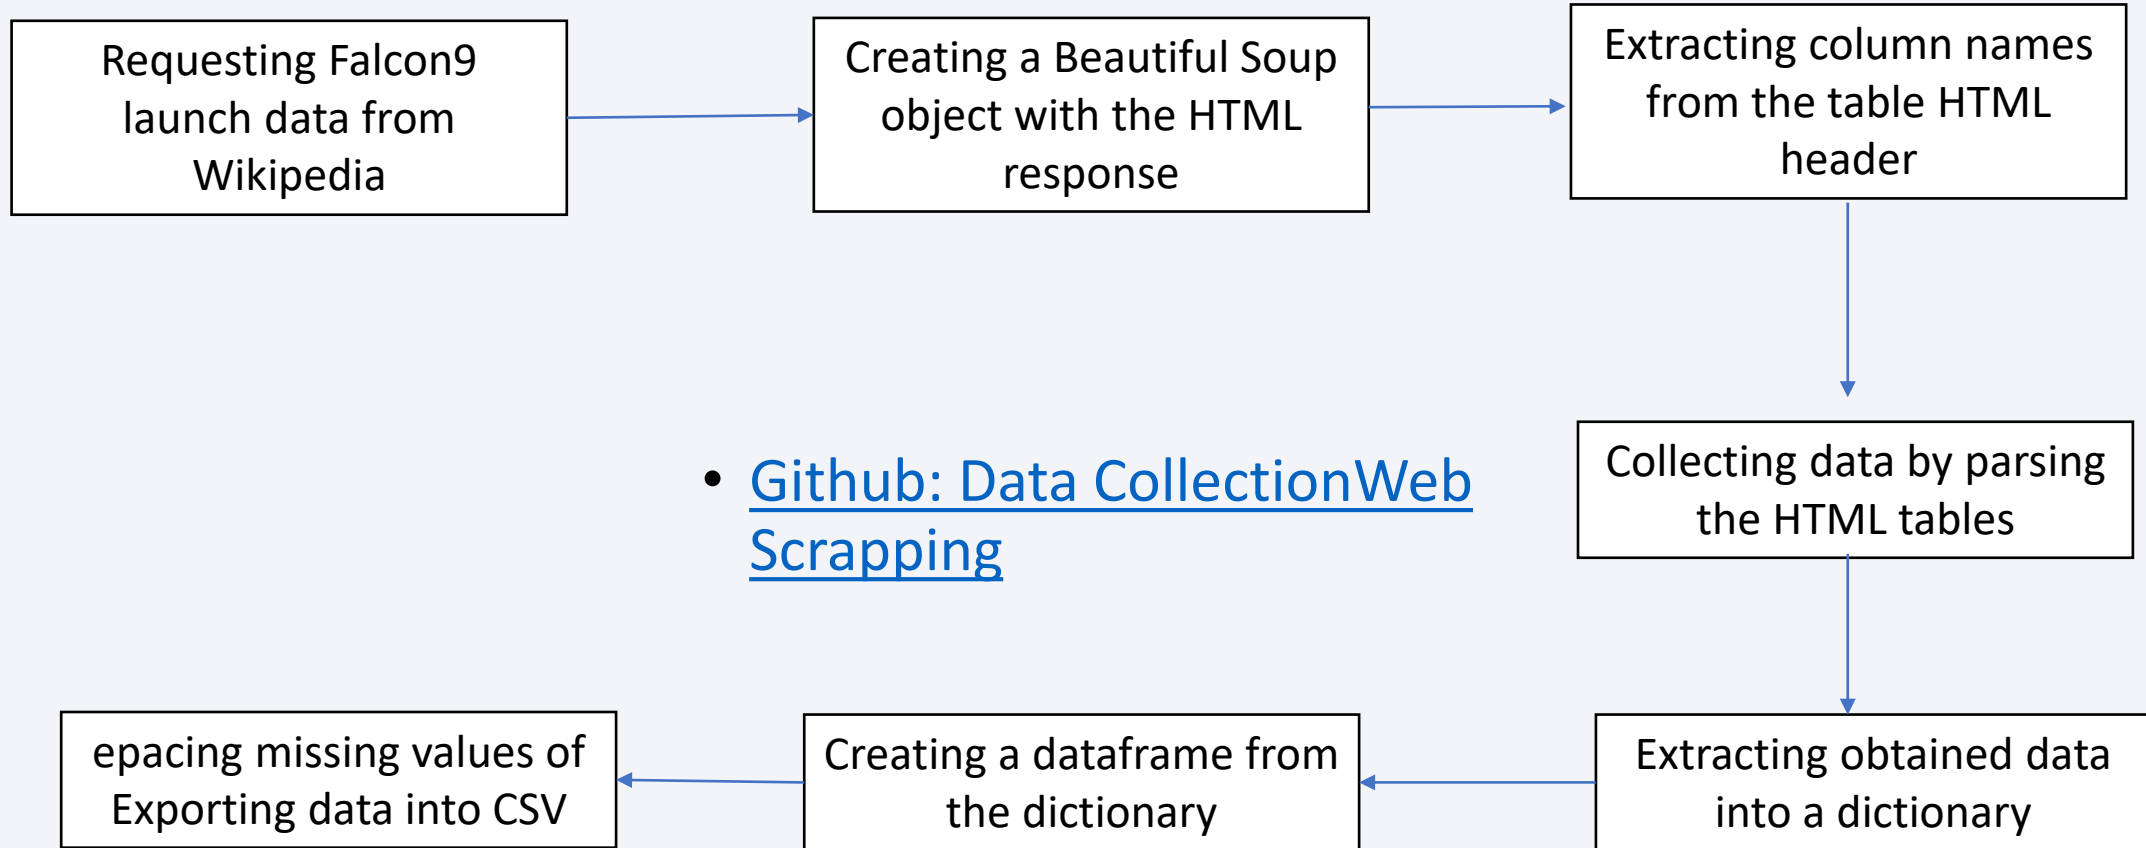 Requesting Falcon9
launch data from
Wikipedia
Creating a Beautiful Soup
object with the HTML
response
Extracting column names
from the table HTML
header
Collecting data by parsing
the HTML tables
• Github: Data CollectionWeb
Scrapping
Extracting obtained data
into a dictionary
Creating a dataframe from
the dictionary
epacing missing values of
Exporting data into CSV